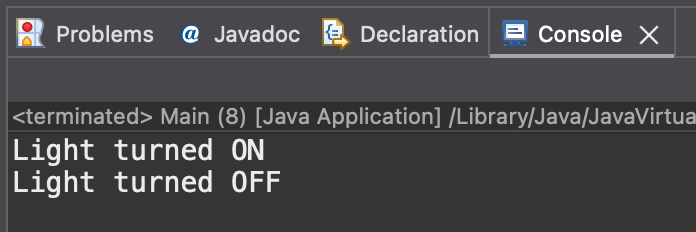 Problems @ Javadoc Declaration Console
<terminated> Main (8) [Java Application] /Library/Java/JavaVirtua
Light turned ON
Light turned OFF